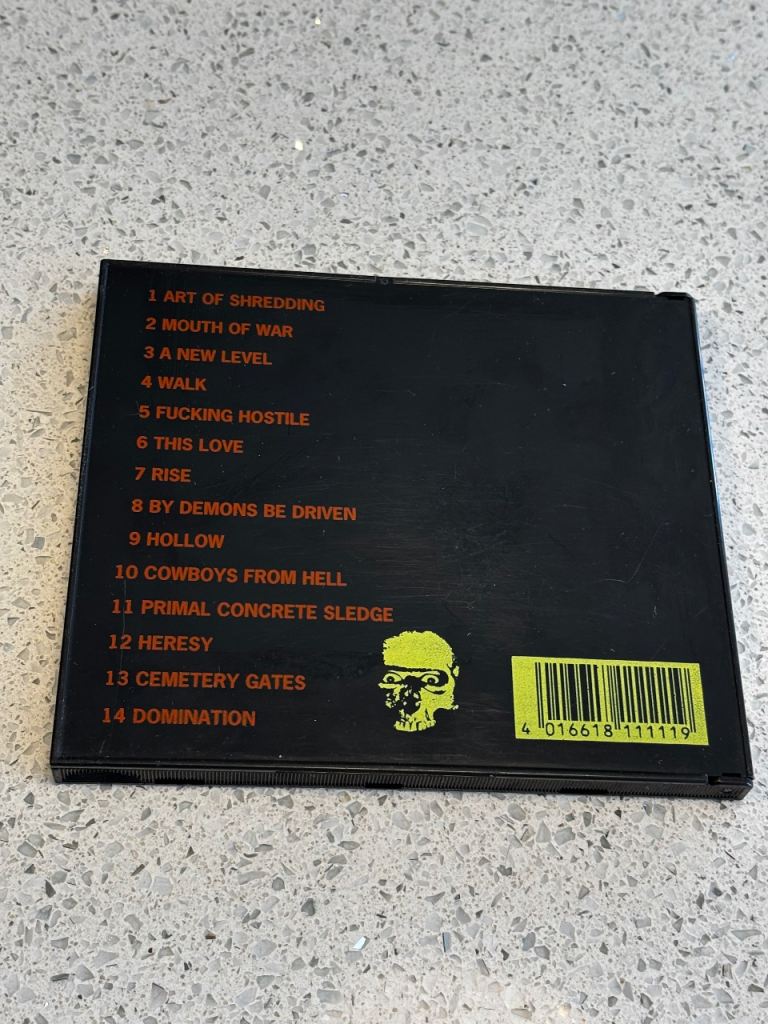 1 ART OF SHREDDING
2 MOUTH OF WAR
3 A NEW LEVEL
4 WALK
5 FUCKING HOSTILE
6 THIS LOVE
7 RISE
8 BY DEMONS BE DRIVEN
9 HOLLOW
10 COWBOYS FROM HELL
11 PRIMAL CONCRETE SLEDGE
12 HERESY
13 CEMETERY GATES
14 DOMINATION
4 016618 111119